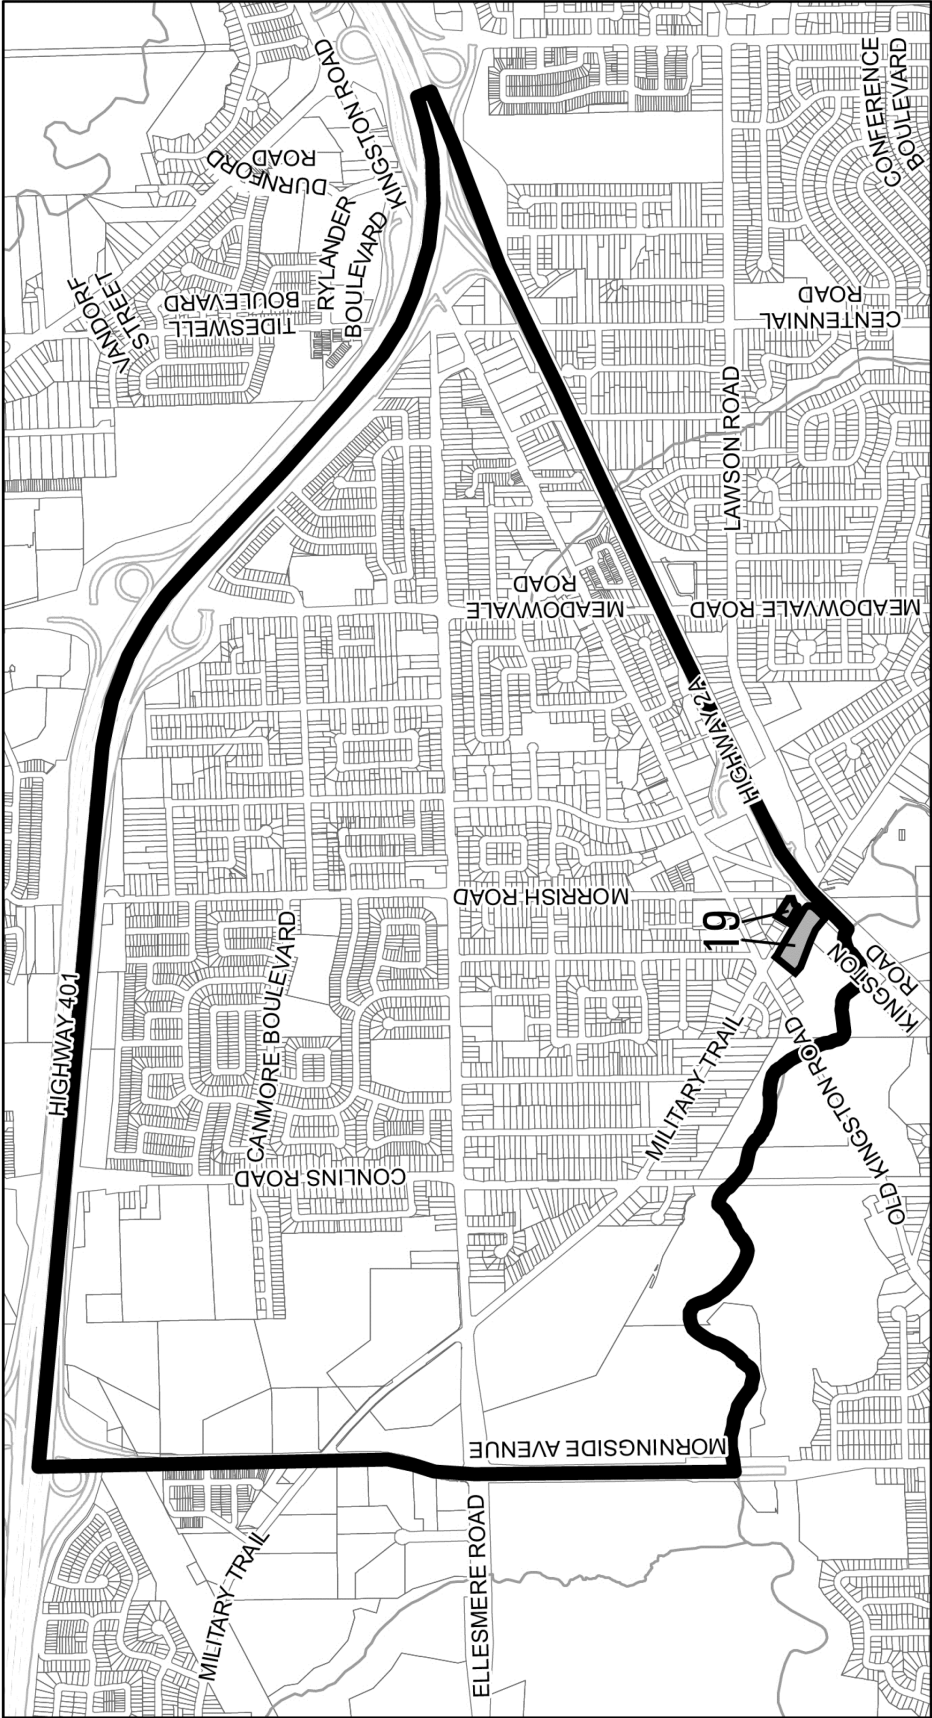 KINGSTON ROAD
CONFERENCE
BOULEVARD
DURNFORD
ROAD
RYLANDER
BOULEVARD
VANDORF
STREET
TIDESWELL
BOULEVARD
CENTENNIAL
ROAD
LAWSON ROAD
MEADOWVALE
ROAD
MEADOWVALE ROAD
HIGHWAY 2A
MORRISH ROAD
19
HIGHWAY 401
CANMORE BOULEVARD
KINGSTON
ROAD
MILITARY TRAIL
OLD KINGSTON ROAD
CONLINS ROAD
MORNINGSIDE AVENUE
MILITARY TRAIL
ELLESMERE ROAD